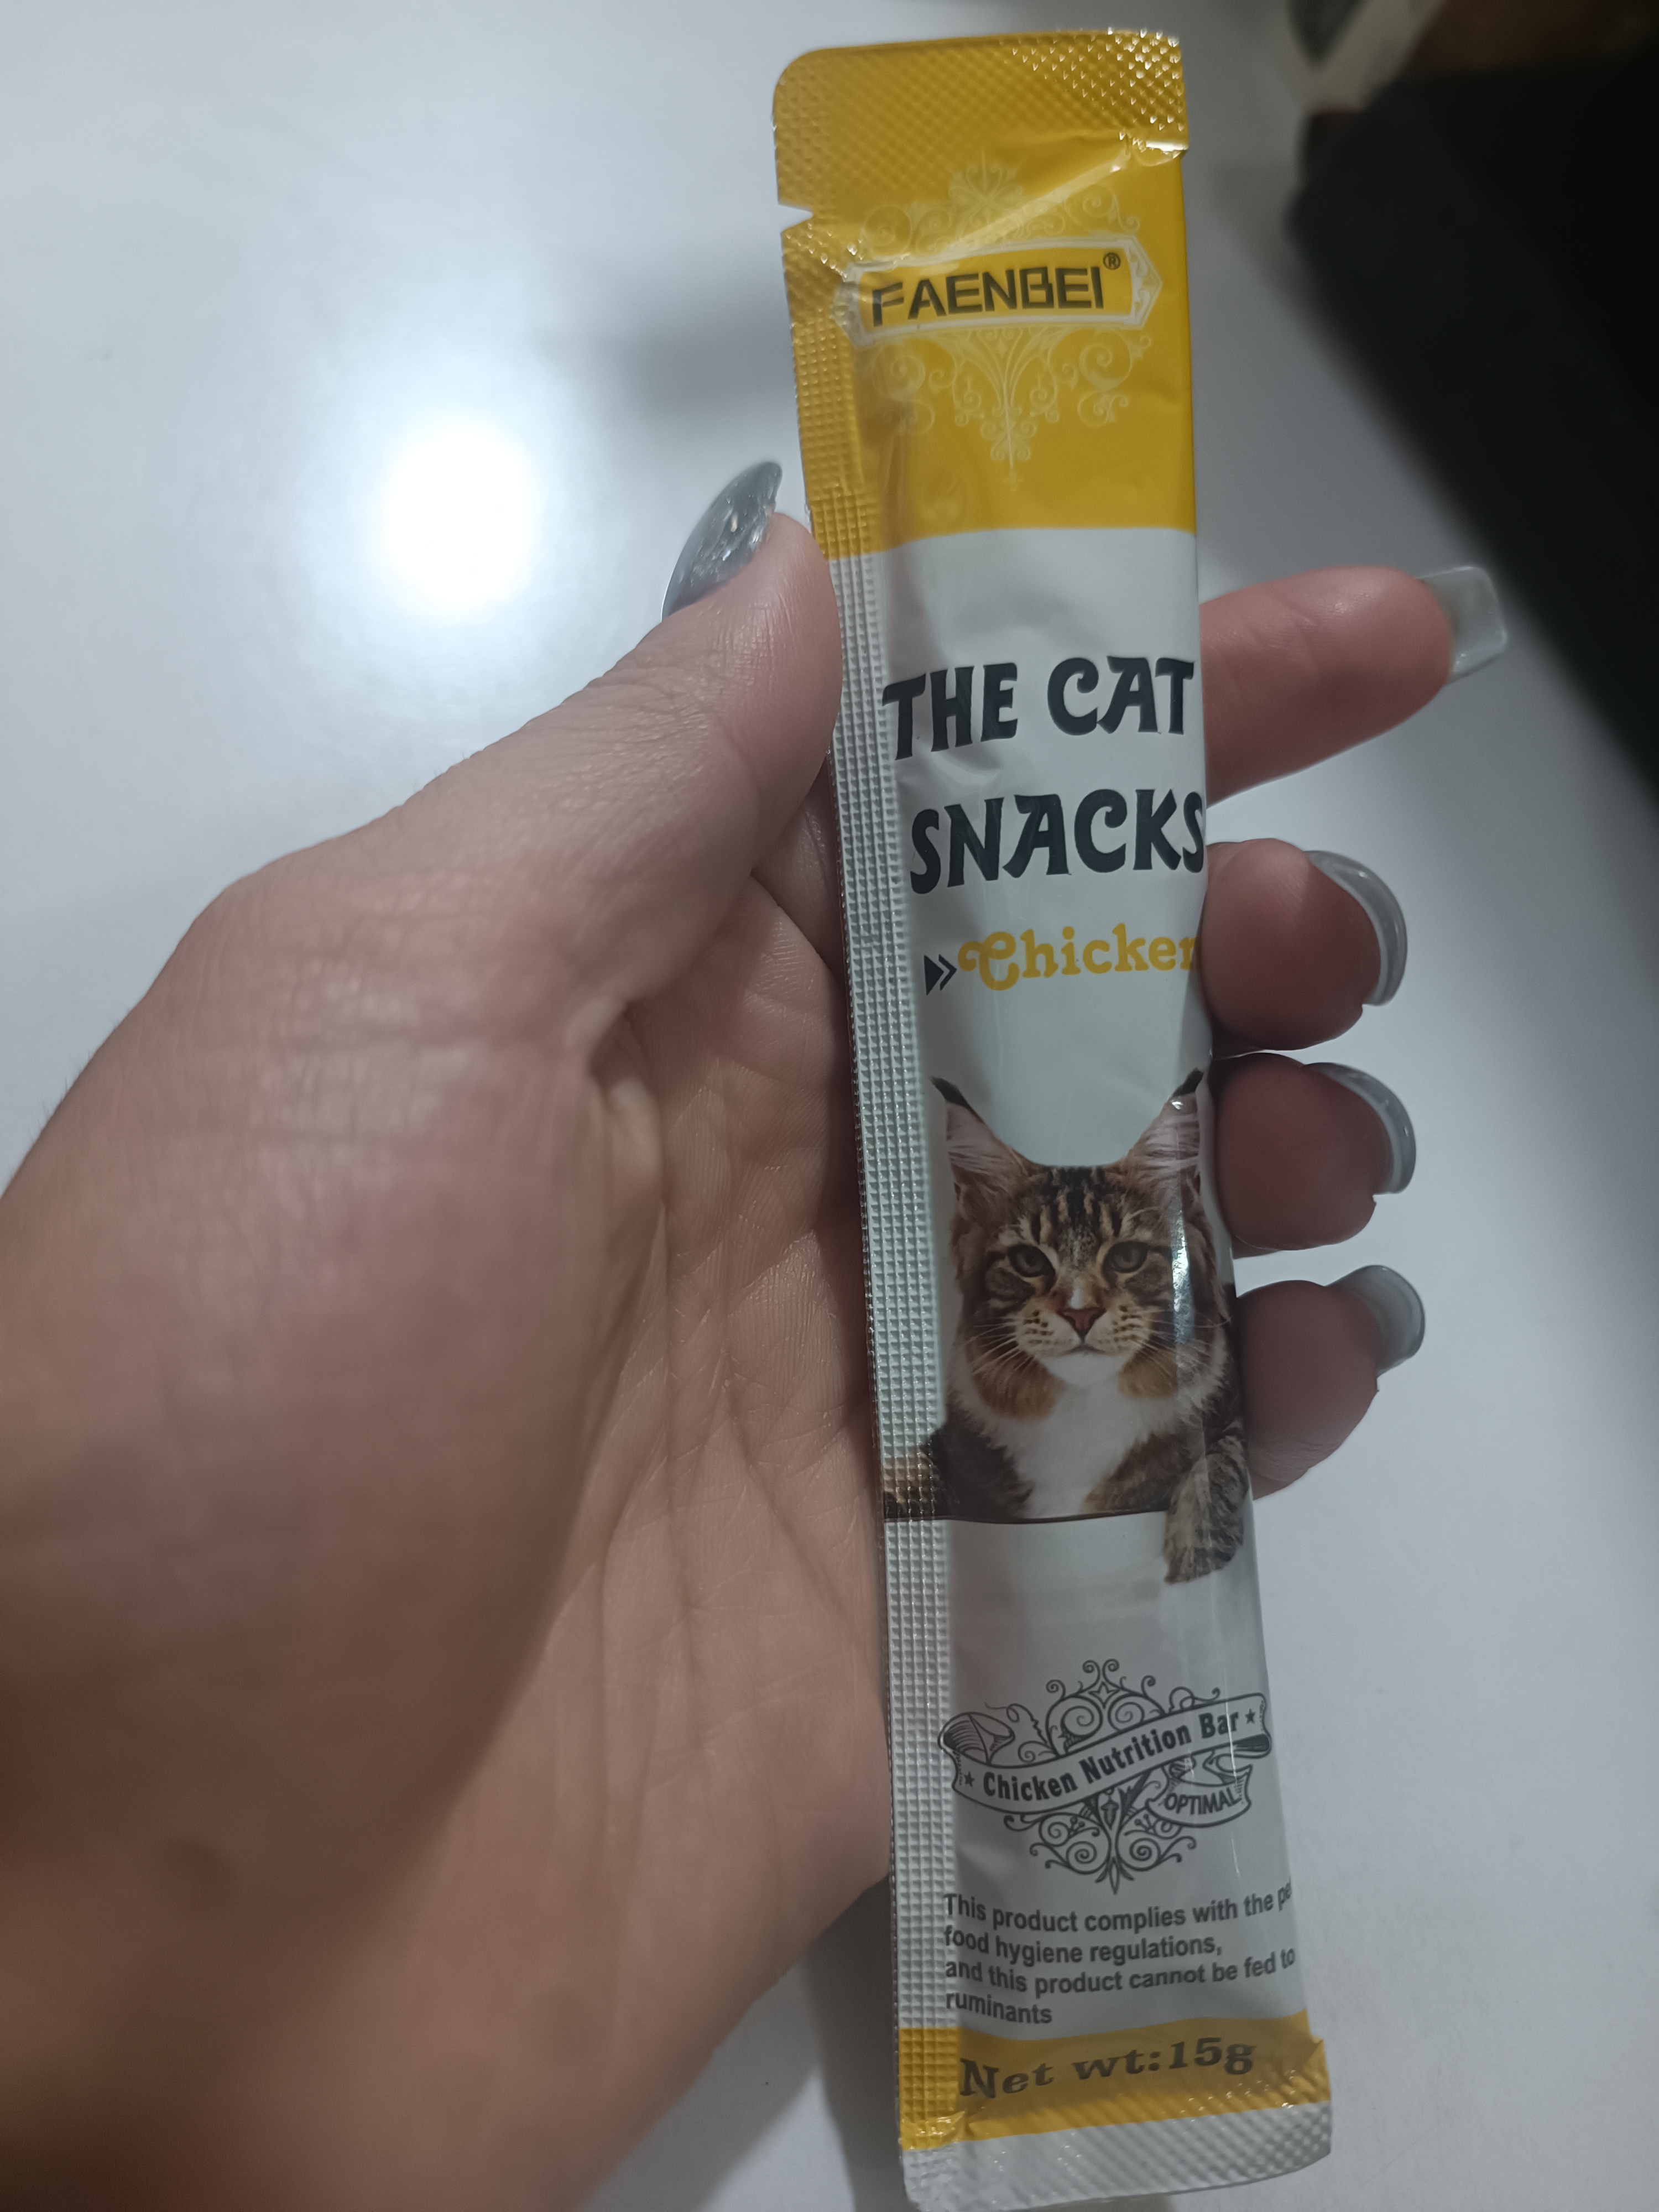 FAENBEI®
THE CAT
SNACKS
Chicken
★ Chicken Nutrition Bar ★
OPTIMAL
This product complies with the
food hygiene regulations,
and this product cannot be fed to
ruminants
Net wt:15g